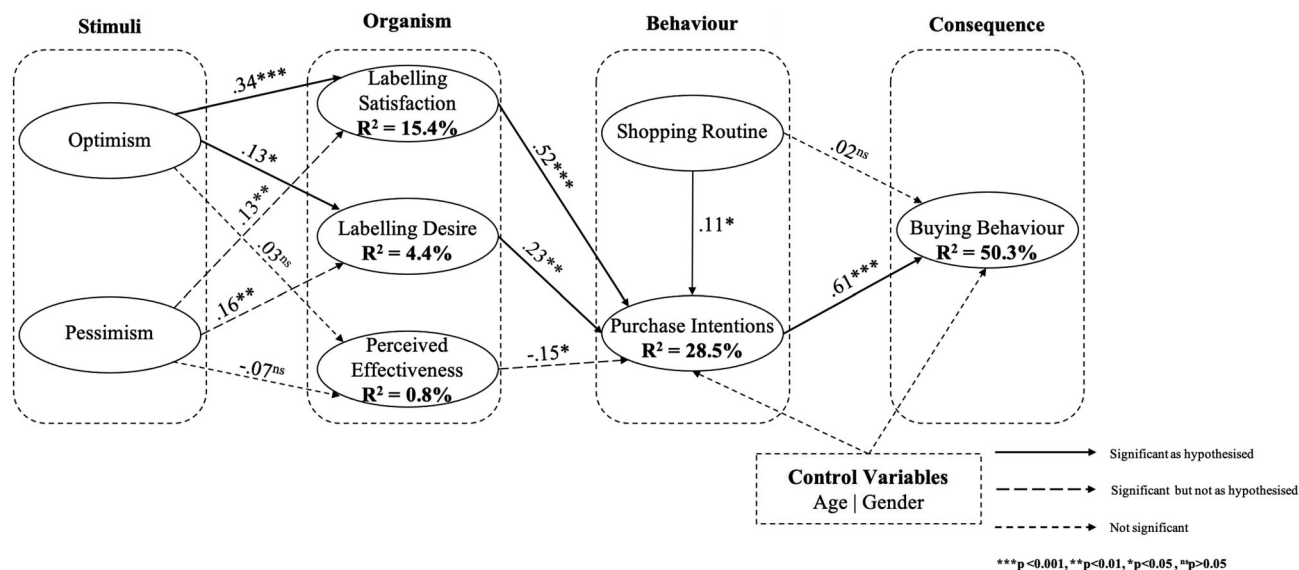 Stimuli
Organism
Behaviour
Consequence
Optimism
Pessimism
.34***
.13*
.13**
.03ⁿˢ
.16**
-.07ⁿˢ
Labelling
Satisfaction
R² = 15.4%
Labelling Desire
R² = 4.4%
Perceived
Effectiveness
R² = 0.8%
.52***
.23**
-.15*
Shopping Routine
.11*
Purchase Intentions
R² = 28.5%
.02ⁿˢ
.61***
Buying Behaviour
R² = 50.3%
Control Variables
Age | Gender
Significant as hypothesised
Significant but not as hypothesised
Not significant
***p <0.001, **p<0.01, *p<0.05, ⁿˢp>0.05